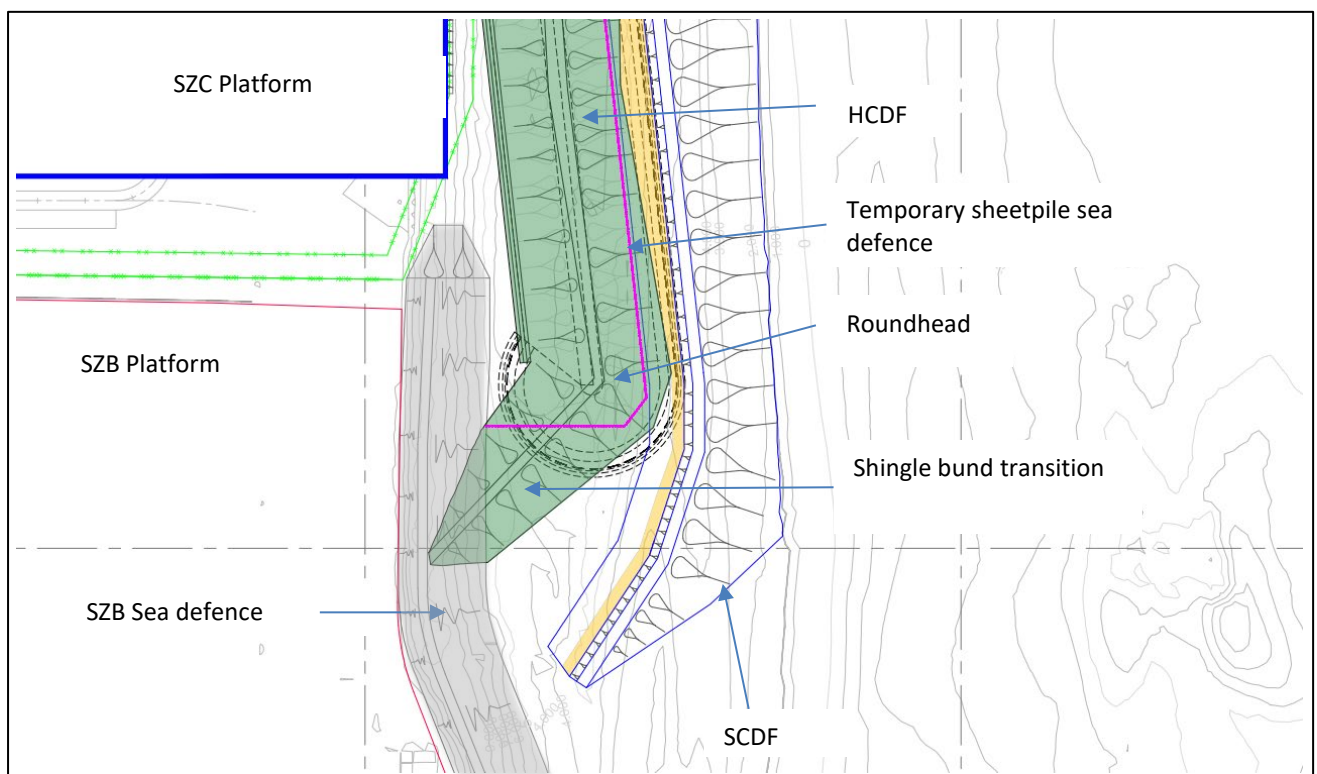 SZC Platform
HCDF
Temporary sheetpile sea
defence
Roundhead
SZB Platform
Shingle bund transition
SZB Sea defence
SCDF